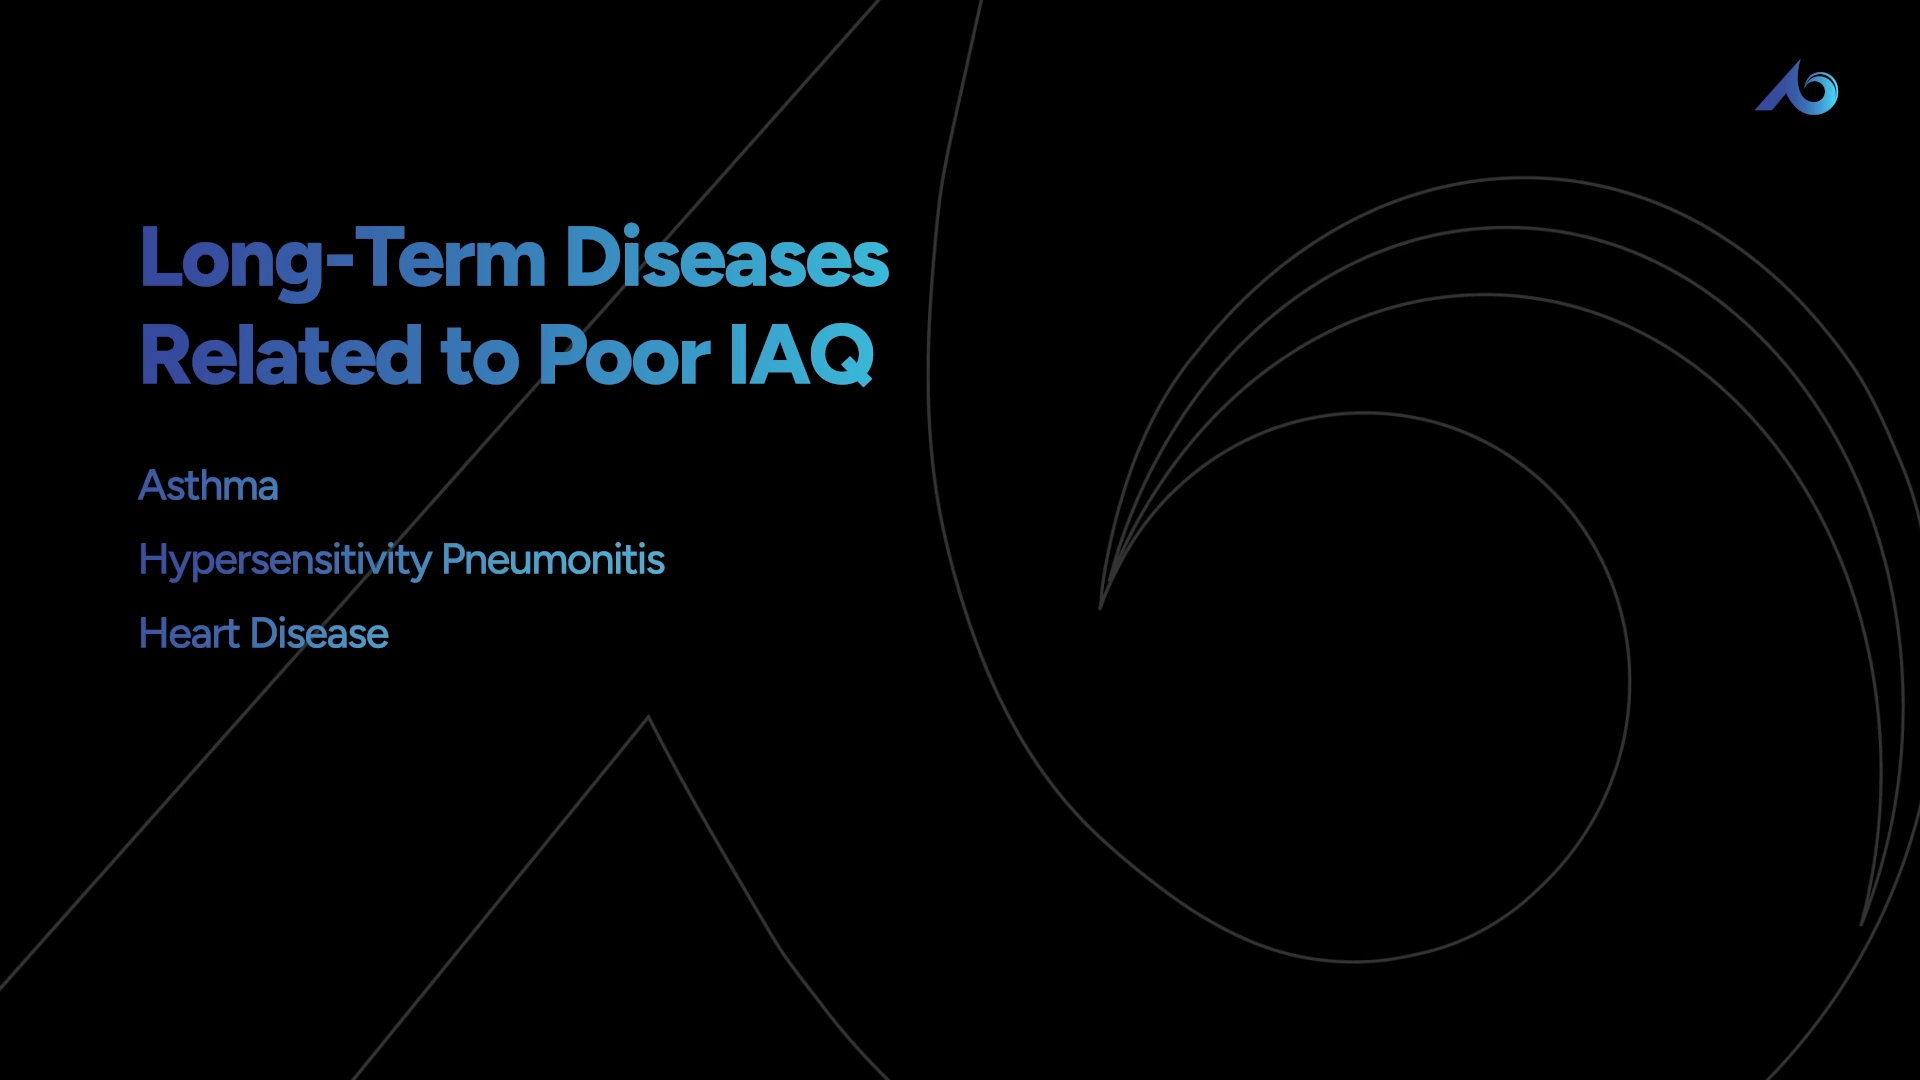 Long-Term Diseases
Related to Poor IAQ
Asthma
Hypersensitivity Pneumonitis
Heart Disease